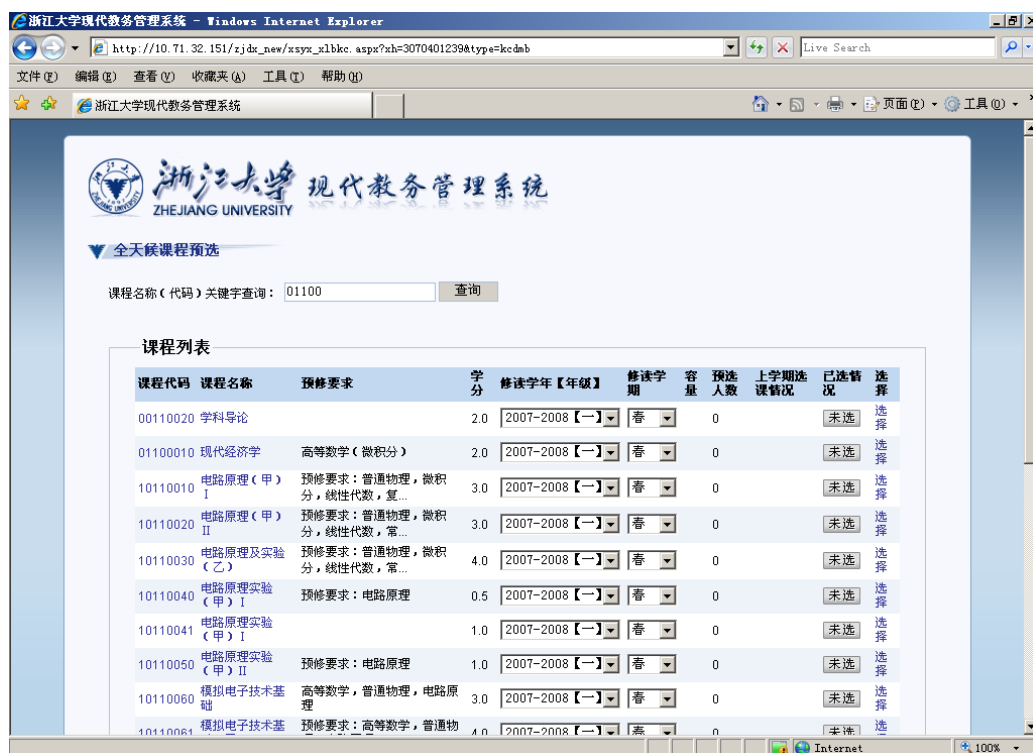 浙江大学现代教务管理系统 - Windows Internet Explorer
http://10.71.32.151/zjdx_new/xsyx_xlbkc.aspx?xh=3070401239&type=kcdmb
Live Search
文件(F) 编辑(E) 查看(V) 收藏夹(A) 工具(T) 帮助(H)
浙江大学现代教务管理系统
页面(P) 工具(O)
浙江大学 现代教务管理系统
ZHEJIANG UNIVERSITY
全天候课程预选
课程名称(代码)关键字查询: 01100 查询
课程列表
课程代码 课程名称 预修要求 学分 修读学年【年级】 修读学期 容量 预选人数 上学期选课情况 已选情况 选择
00110020 学科导论 2.0 2007-2008【一】 春 0 未选 选择
01100010 现代经济学 高等数学(微积分) 2.0 2007-2008【一】 春 0 未选 选择
10110010 电路原理(甲)I 预修要求:普通物理,微积分,线性代数,复... 3.0 2007-2008【一】 春 0 未选 选择
10110020 电路原理(甲)II 预修要求:普通物理,微积分,线性代数,常... 3.0 2007-2008【一】 春 0 未选 选择
10110030 电路原理及实验(乙) 预修要求:普通物理,微积分,线性代数,常... 4.0 2007-2008【一】 春 0 未选 选择
10110040 电路原理实验(甲)I 预修要求:电路原理 0.5 2007-2008【一】 春 0 未选 选择
10110041 电路原理实验(甲)I 1.0 2007-2008【一】 春 0 未选 选择
10110050 电路原理实验(甲)II 预修要求:电路原理 1.0 2007-2008【一】 春 0 未选 选择
10110060 模拟电子技术基础 高等数学,普通物理,电路原理 3.0 2007-2008【一】 春 0 未选 选择
10110061 模拟电子技术基 预修要求:高等数学,普通物 4.0 2007-2008【一】 春 0 未选 选
Internet 100%